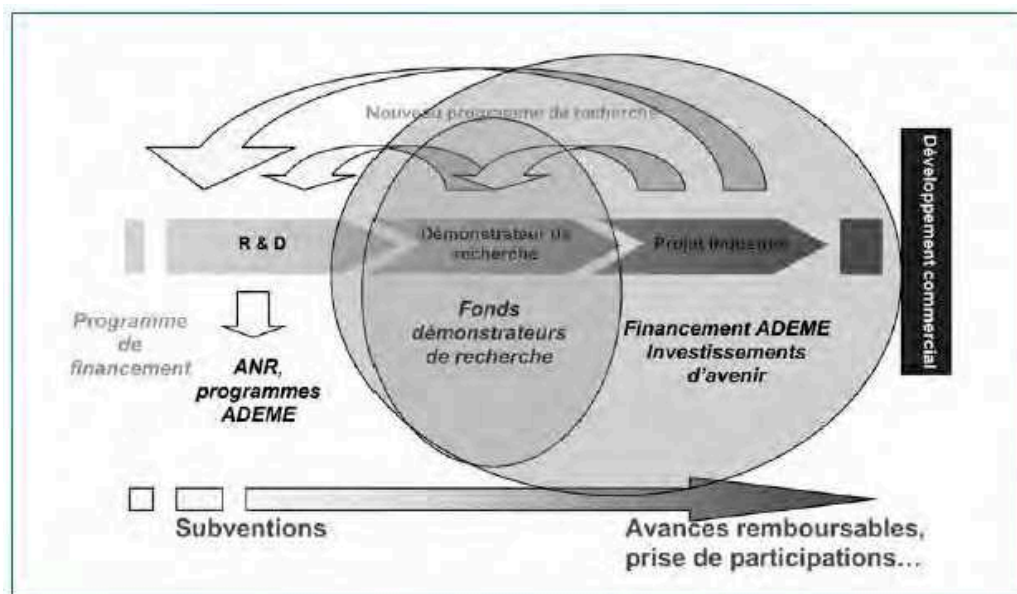 Nouveau programme de recherche
R & D
Démonstrateur de
recherche
Projet
Développement commercial
Programme
de
financement
ANR,
programmes
ADEME
Fonds
démonstrateurs
de recherche
Financement ADEME
Investissements
d'avenir
Subventions
Avances remboursables,
prise de participations...